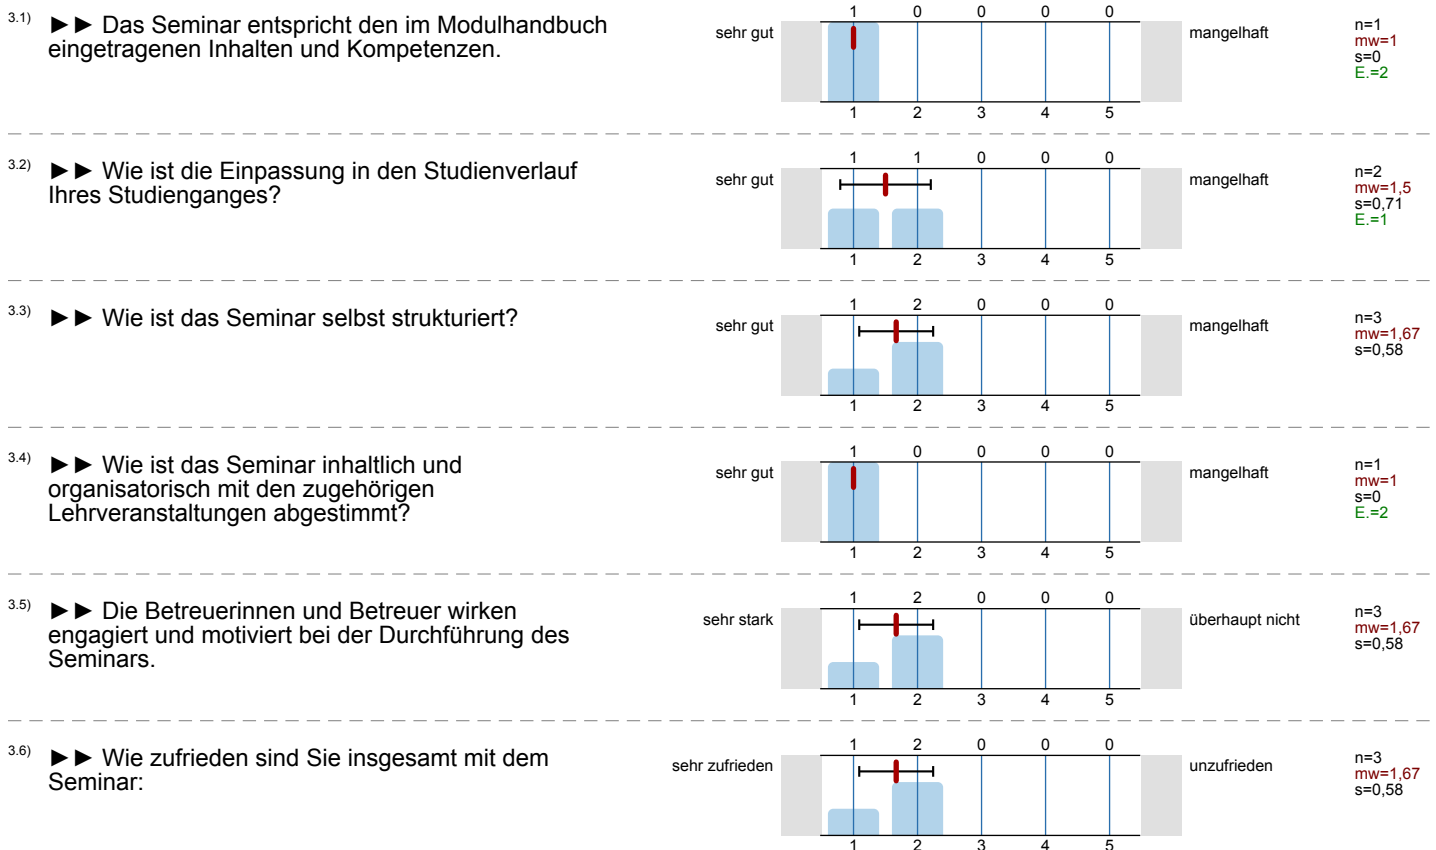 3.1) ►► Das Seminar entspricht den im Modulhandbuch
eingetragenen Inhalten und Kompetenzen.
1 0 0 0 0
sehr gut mangelhaft
1 2 3 4 5
n=1
mw=1
s=0
E.=2
3.2) ►► Wie ist die Einpassung in den Studienverlauf
Ihres Studienganges?
1 1 0 0 0
sehr gut mangelhaft
1 2 3 4 5
n=2
mw=1,5
s=0,71
E.=1
3.3) ►► Wie ist das Seminar selbst strukturiert?
1 2 0 0 0
sehr gut mangelhaft
1 2 3 4 5
n=3
mw=1,67
s=0,58
3.4) ►► Wie ist das Seminar inhaltlich und
organisatorisch mit den zugehörigen
Lehrveranstaltungen abgestimmt?
1 0 0 0 0
sehr gut mangelhaft
1 2 3 4 5
n=1
mw=1
s=0
E.=2
3.5) ►► Die Betreuerinnen und Betreuer wirken
engagiert und motiviert bei der Durchführung des
Seminars.
1 2 0 0 0
sehr stark überhaupt nicht
1 2 3 4 5
n=3
mw=1,67
s=0,58
3.6) ►► Wie zufrieden sind Sie insgesamt mit dem
Seminar:
1 2 0 0 0
sehr zufrieden unzufrieden
1 2 3 4 5
n=3
mw=1,67
s=0,58